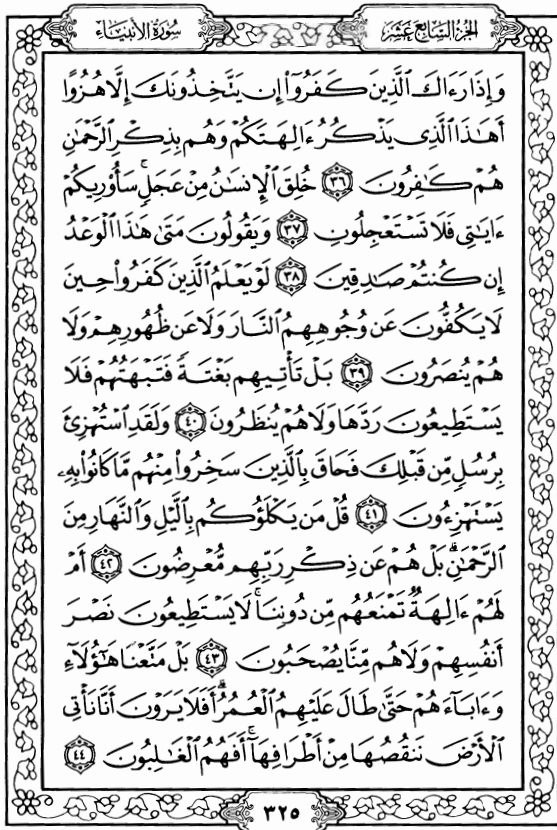 الجزء السابع عشر
سورة الأنبياء
وَإِذَا رَءَاكَ ٱلَّذِينَ كَفَرُوٓا۟ إِن يَتَّخِذُونَكَ إِلَّا هُزُوًا
أَهَٰذَا ٱلَّذِى يَذْكُرُ ءَالِهَتَكُمْ وَهُم بِذِكْرِ ٱلرَّحْمَٰنِ
هُمْ كَٰفِرُونَ ٣٦ خُلِقَ ٱلْإِنسَٰنُ مِنْ عَجَلٍ ۚ سَأُو۟رِيكُمْ
ءَايَٰتِى فَلَا تَسْتَعْجِلُونِ ٣٧ وَيَقُولُونَ مَتَىٰ هَٰذَا ٱلْوَعْدُ
إِن كُنتُمْ صَٰدِقِينَ ٣٨ لَوْ يَعْلَمُ ٱلَّذِينَ كَفَرُوا۟ حِينَ
لَا يَكُفُّونَ عَن وُجُوهِهِمُ ٱلنَّارَ وَلَا عَن ظُهُورِهِمْ وَلَا
هُمْ يُنصَرُونَ ٣٩ بَلْ تَأْتِيهِم بَغْتَةً فَتَبْهَتُهُمْ فَلَا
يَسْتَطِيعُونَ رَدَّهَا وَلَا هُمْ يُنظَرُونَ ٤٠ وَلَقَدِ ٱسْتُهْزِئَ
بِرُسُلٍ مِّن قَبْلِكَ فَحَاقَ بِٱلَّذِينَ سَخِرُوا۟ مِنْهُم مَّا كَانُوا۟ بِهِۦ
يَسْتَهْزِءُونَ ٤١ قُلْ مَن يَكْلَؤُكُم بِٱلَّيْلِ وَٱلنَّهَارِ مِنَ
ٱلرَّحْمَٰنِ ۗ بَلْ هُمْ عَن ذِكْرِ رَبِّهِم مُّعْرِضُونَ ٤٢ أَمْ
لَهُمْ ءَالِهَةٌ تَمْنَعُهُم مِّن دُونِنَا ۚ لَا يَسْتَطِيعُونَ نَصْرَ
أَنفُسِهِمْ وَلَا هُم مِّنَّا يُصْحَبُونَ ٤٣ بَلْ مَتَّعْنَا هَٰٓؤُلَآءِ
وَءَابَآءَهُمْ حَتَّىٰ طَالَ عَلَيْهِمُ ٱلْعُمُرُ ۗ أَفَلَا يَرَوْنَ أَنَّا نَأْتِى
ٱلْأَرْضَ نَنقُصُهَا مِنْ أَطْرَافِهَآ ۚ أَفَهُمُ ٱلْغَٰلِبُونَ ٤٤
٣٢٥